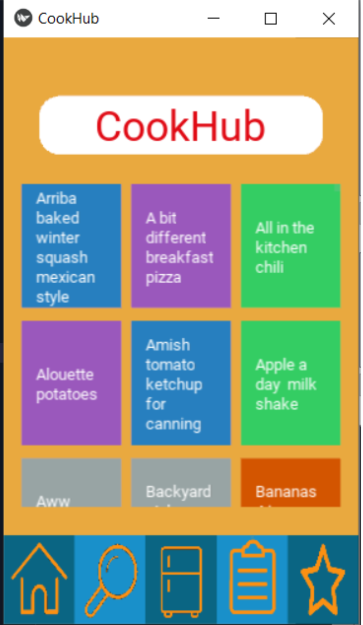 CookHub
CookHub
Arriba
baked
winter
squash
mexican
style
A bit
different
breakfast
pizza
All in the
kitchen
chili
Alouette
potatoes
Amish
tomato
ketchup
for
canning
Apple a
day milk
shake
Aww
Backyard
Bananas